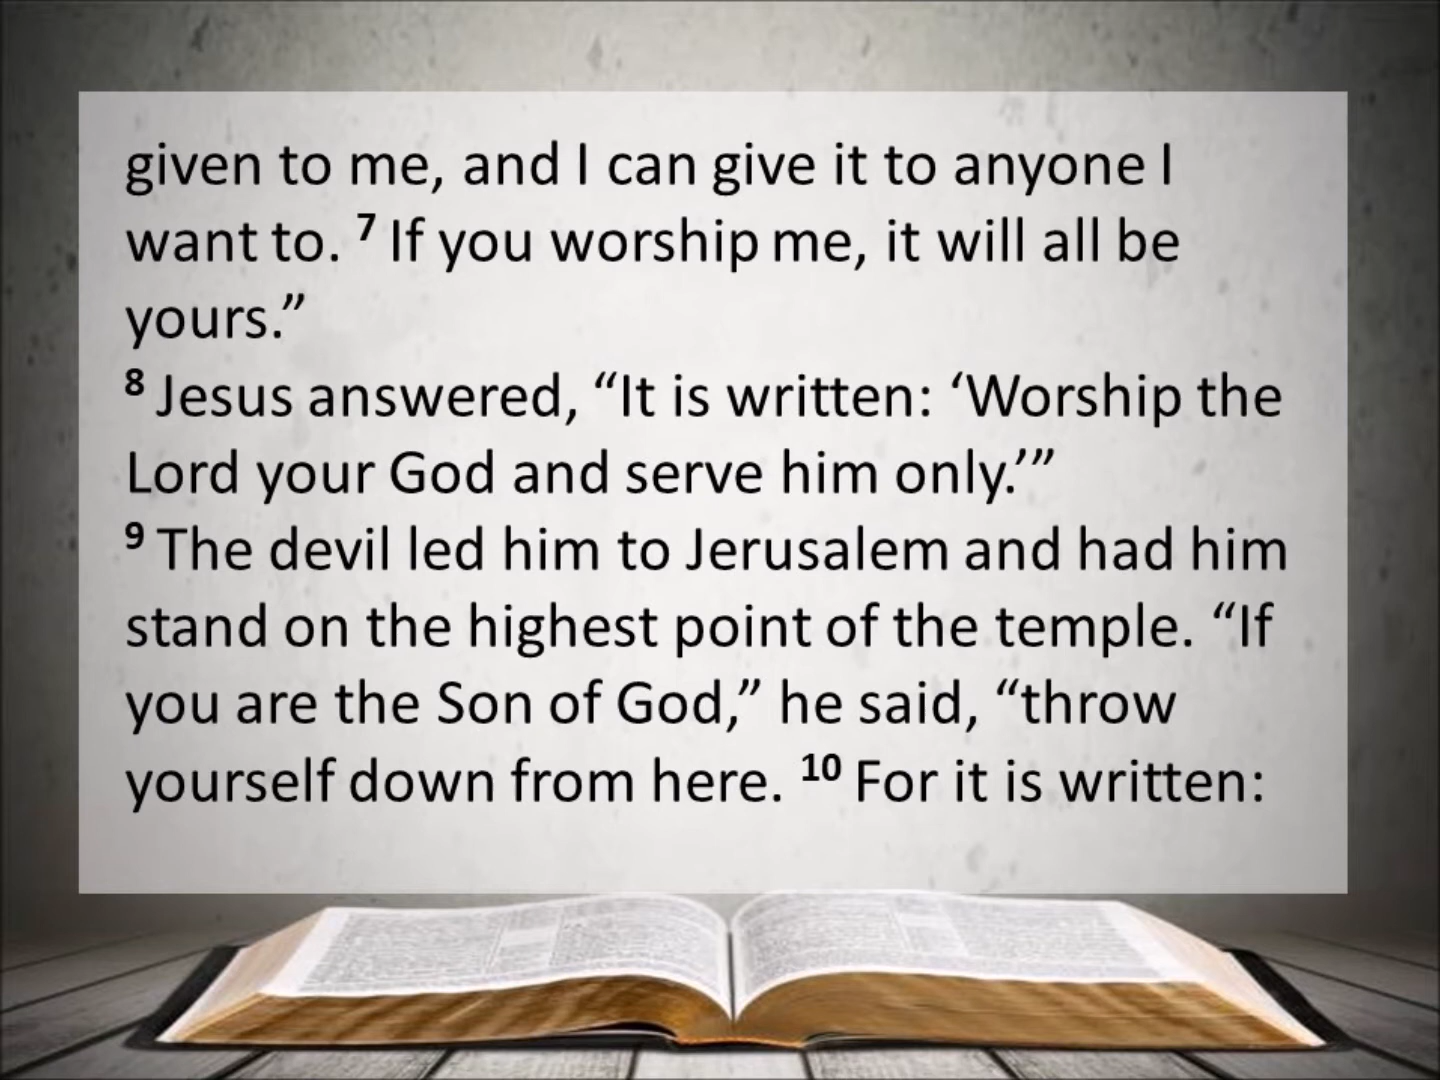 given to me, and I can give it to anyone I
want to. 7 If you worship me, it will all be
yours.”
8 Jesus answered, “It is written: ‘Worship the
Lord your God and serve him only.’”
9 The devil led him to Jerusalem and had him
stand on the highest point of the temple. “If
you are the Son of God,” he said, “throw
yourself down from here. 10 For it is written: